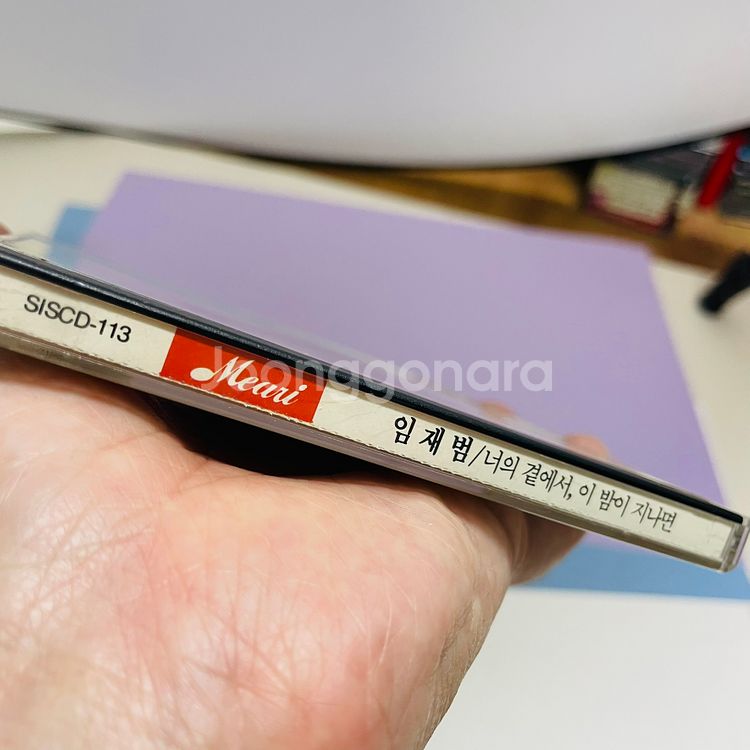 SISCD-113
Meari
임재범/너의 곁에서, 이 밤이 지나면
Joonggonara